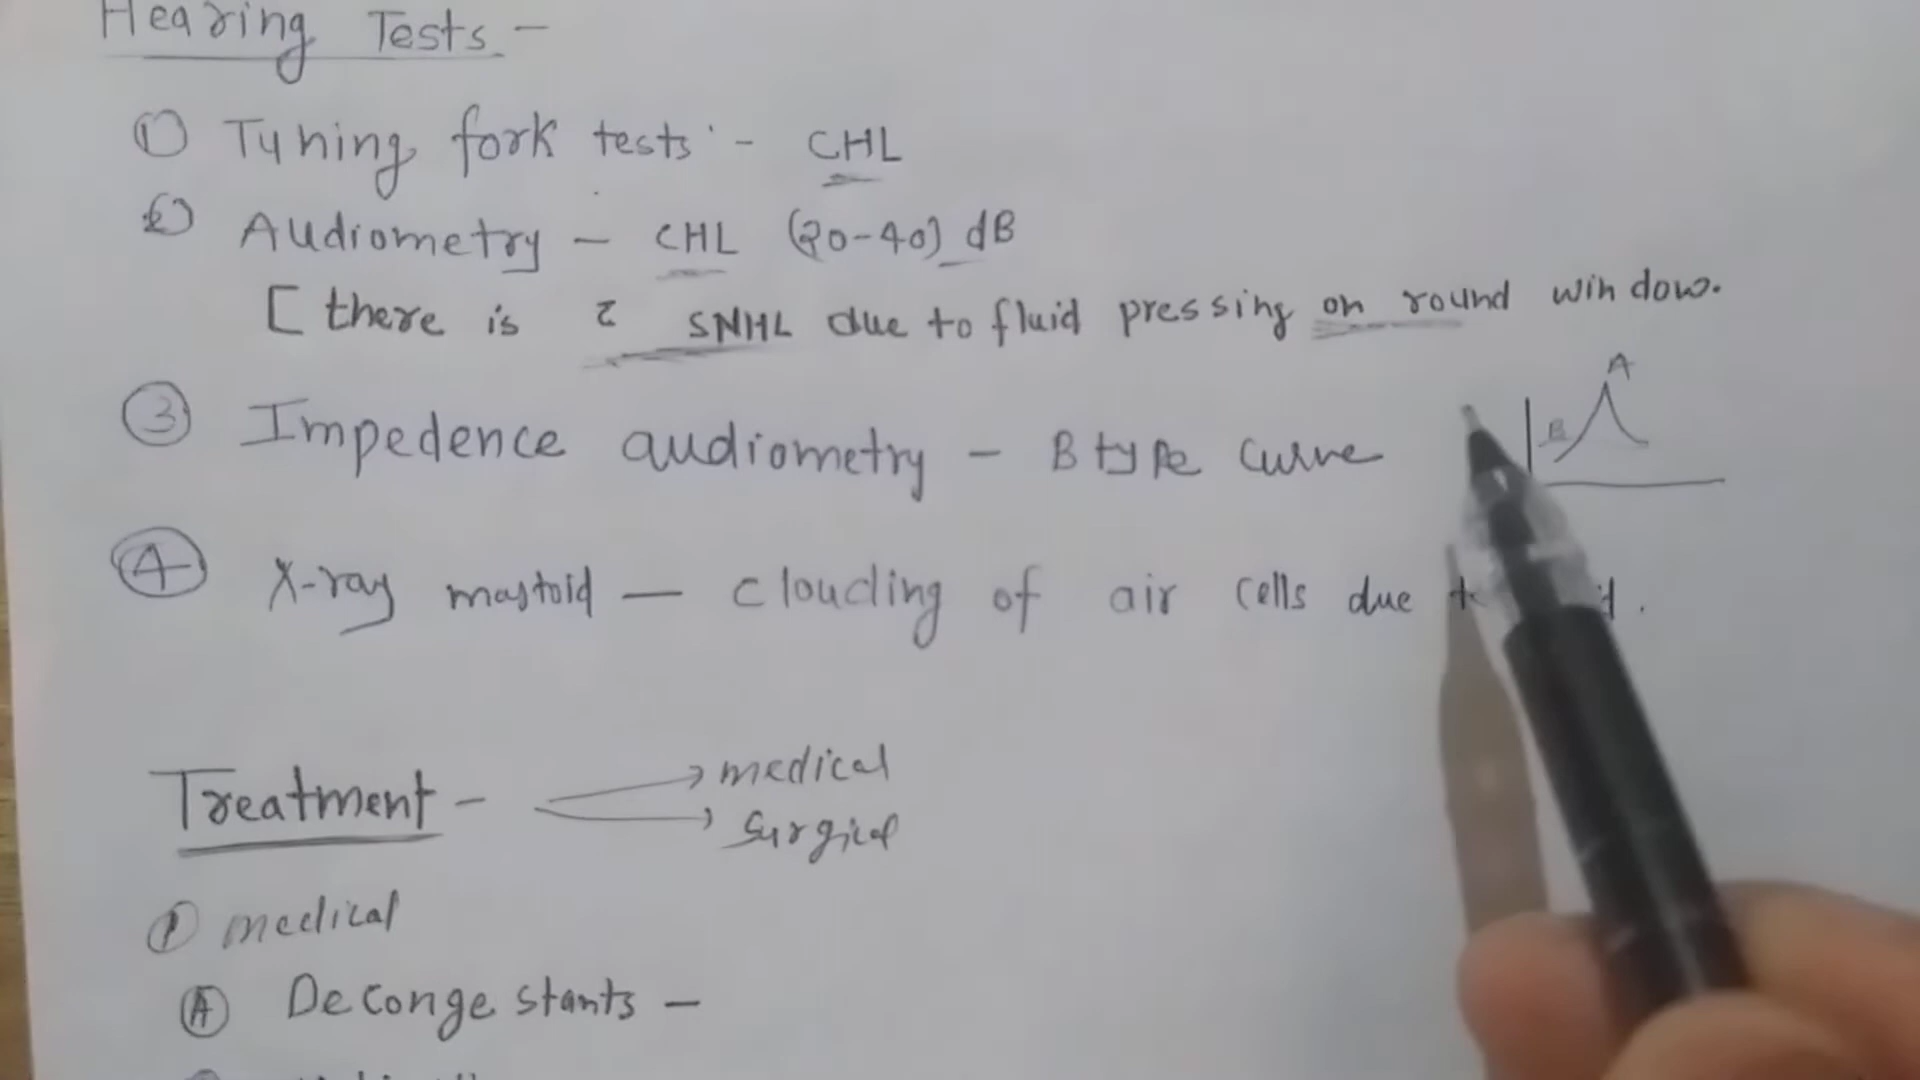 Hearing Tests -
① Tuning fork tests - CHL
② Audiometry - CHL (20-40) dB
[ there is SNHL due to fluid pressing on round window.
A
③ Impedence audiometry - B type curve
B
④ X-ray mastoid - clouding of air cells due
Treatment -
medical
surgical
① medical
Ⓐ Decongestants -